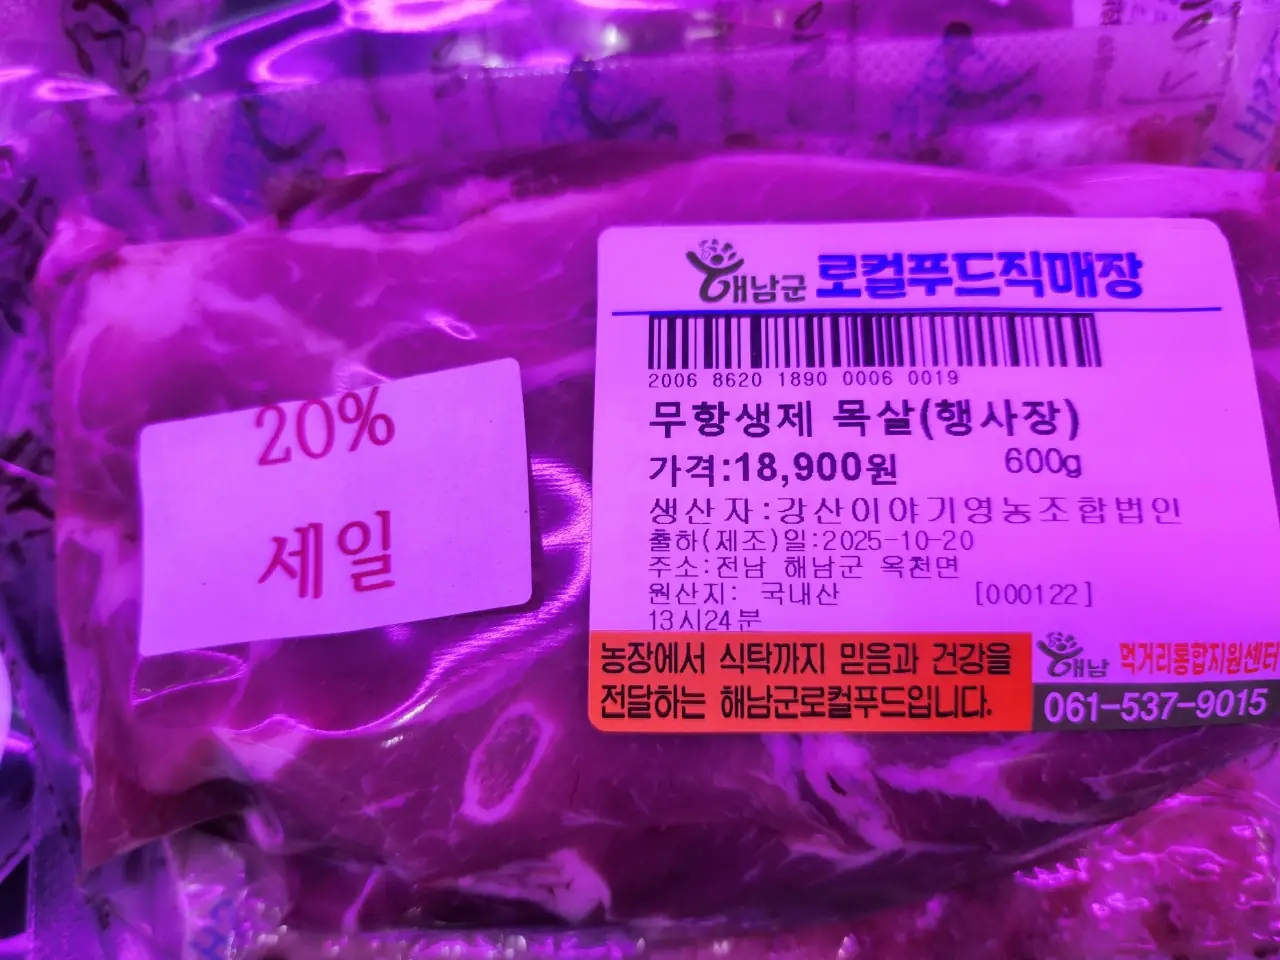 20%
세일
해남군 로컬푸드직매장
2006 8620 1890 0006 0019
무항생제 목살(행사장)
가격:18,900원 600g
생산자:강산이야기영농조합법인
출하(제조)일:2025-10-20
주소:전남 해남군 옥천면
원산지: 국내산 [000122]
13시24분
농장에서 식탁까지 믿음과 건강을
전달하는 해남군로컬푸드입니다.
해남 먹거리통합지원센터
061-537-9015